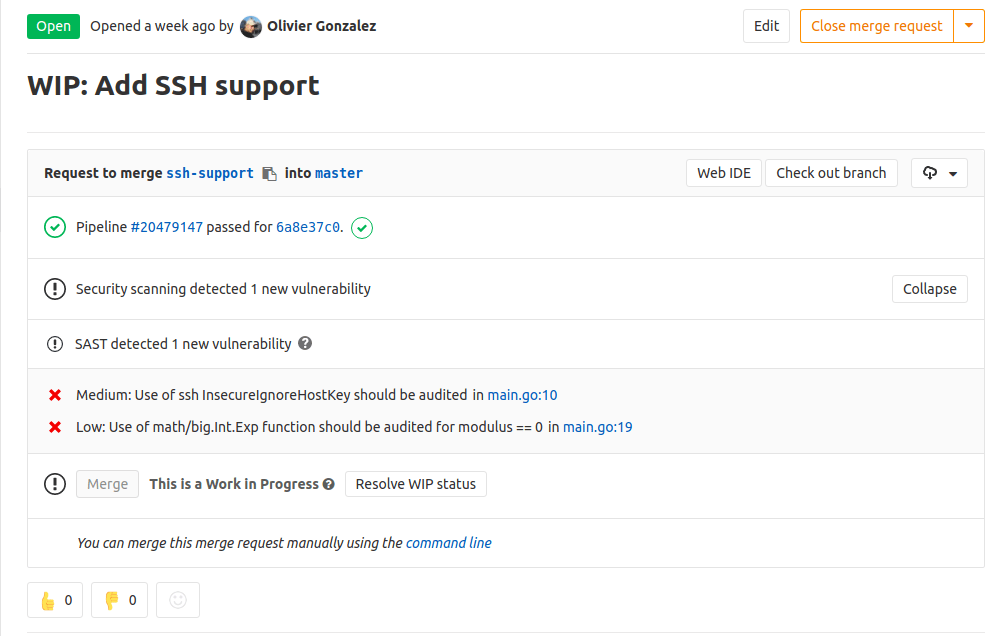 Open Opened a week ago by Olivier Gonzalez Edit Close merge request
WIP: Add SSH support
Request to merge ssh-support into master Web IDE Check out branch
Pipeline #20479147 passed for 6a8e37c0.
Security scanning detected 1 new vulnerability Collapse
SAST detected 1 new vulnerability ?
Medium: Use of ssh InsecureIgnoreHostKey should be audited in main.go:10
Low: Use of math/big.Int.Exp function should be audited for modulus == 0 in main.go:19
Merge This is a Work in Progress ? Resolve WIP status
You can merge this merge request manually using the command line
👍 0 👎 0